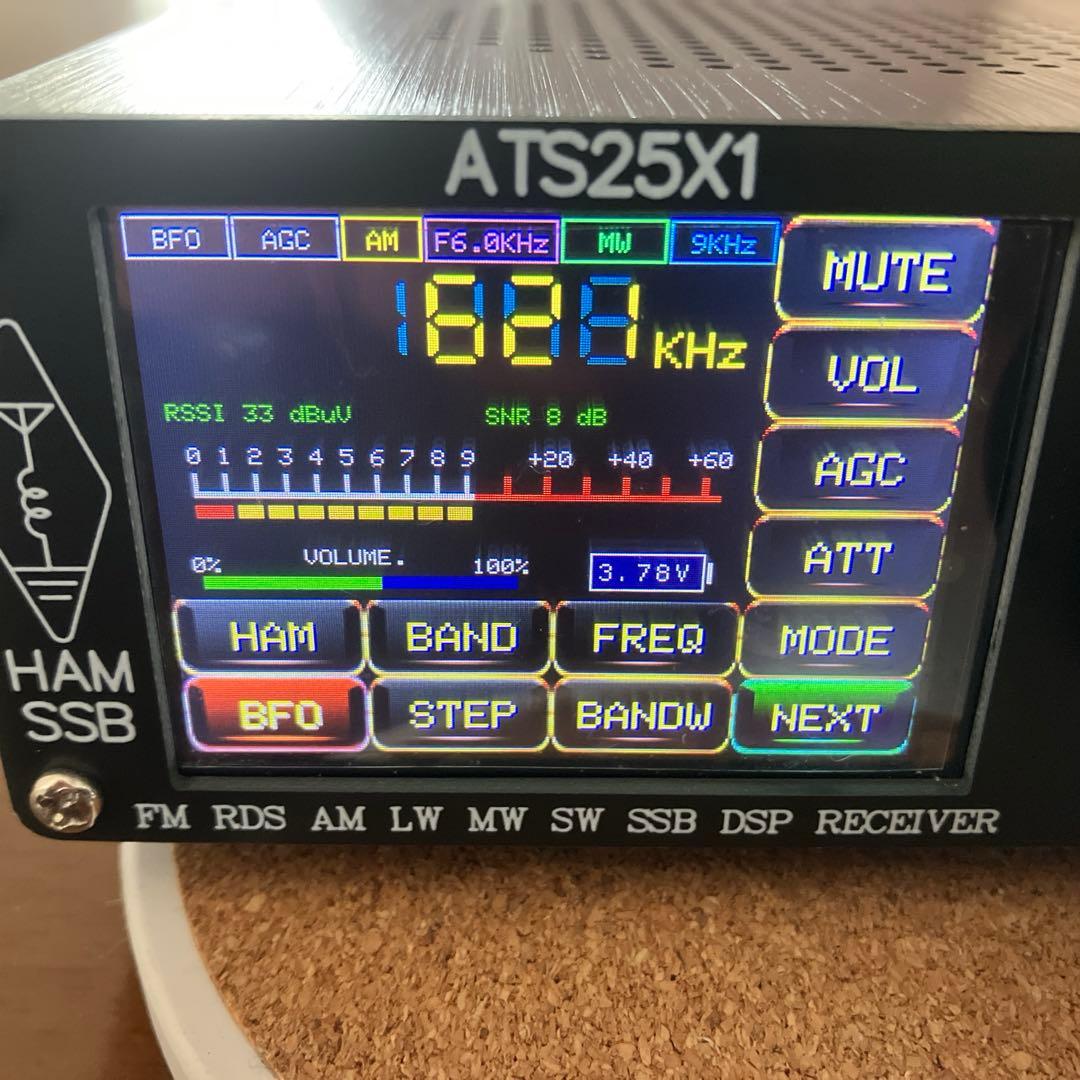 ATS25X1
BFO AGC AM F6.0KHz MW 9KHz
MUTE
621 KHz
VOL
RSSI 33 dBuV SNR 8 dB
AGC
0 1 2 3 4 5 6 7 8 9 +20 +40 +60
ATT
0% VOLUME. 100% 3.78V
HAM BAND FREQ MODE
BFO STEP BANDW NEXT
HAM
SSB
FM RDS AM LW MW SW SSB DSP RECEIVER